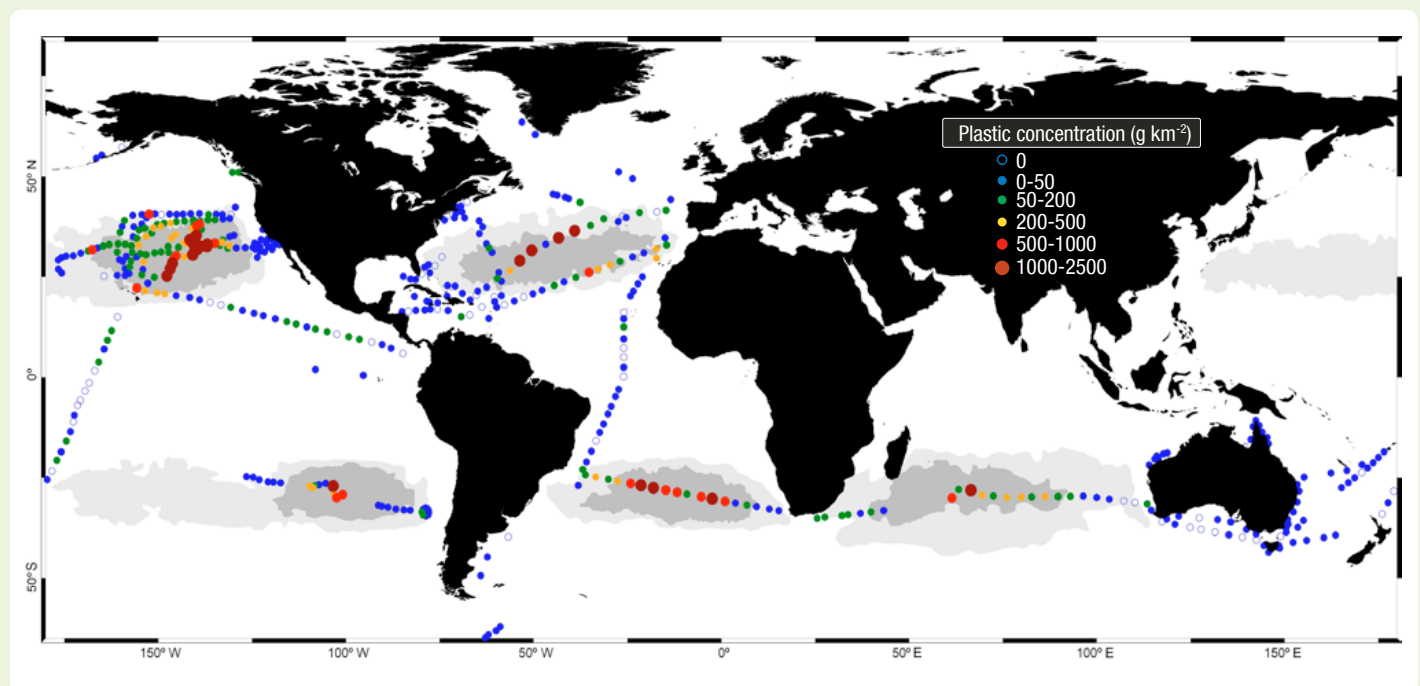 Plastic concentration (g km-2)
0
0-50
50-200
200-500
500-1000
1000-2500
50º N
0º
50ºS
150º W
100º W
50º W
0º
50º E
100º E
150º E